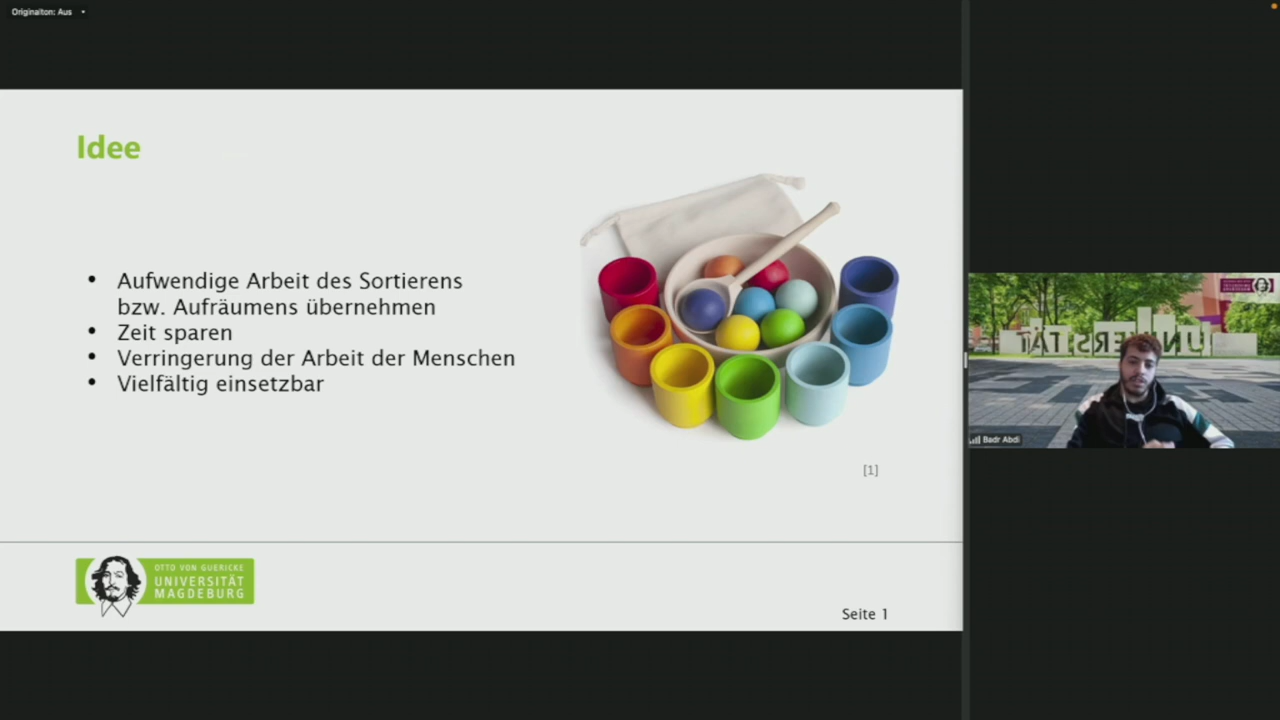 Originalton: Aus
Idee
• Aufwendige Arbeit des Sortierens
bzw. Aufräumens übernehmen
• Zeit sparen
• Verringerung der Arbeit der Menschen
• Vielfältig einsetzbar
[1]
OTTO VON GUERICKE
UNIVERSITÄT
MAGDEBURG
Seite 1
UNIVERSITÄT
Badr Abdi